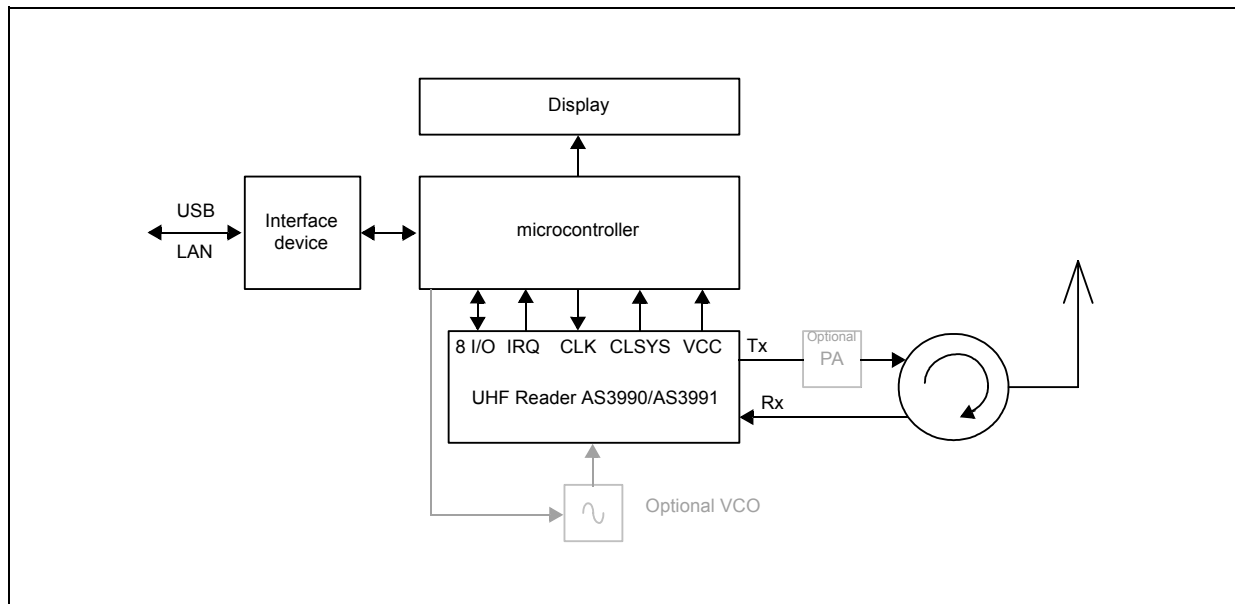 Display
USB
LAN
Interface
device
microcontroller
8 I/O IRQ CLK CLSYS VCC
UHF Reader AS3990/AS3991
Tx
Optional
PA
Rx
Optional VCO